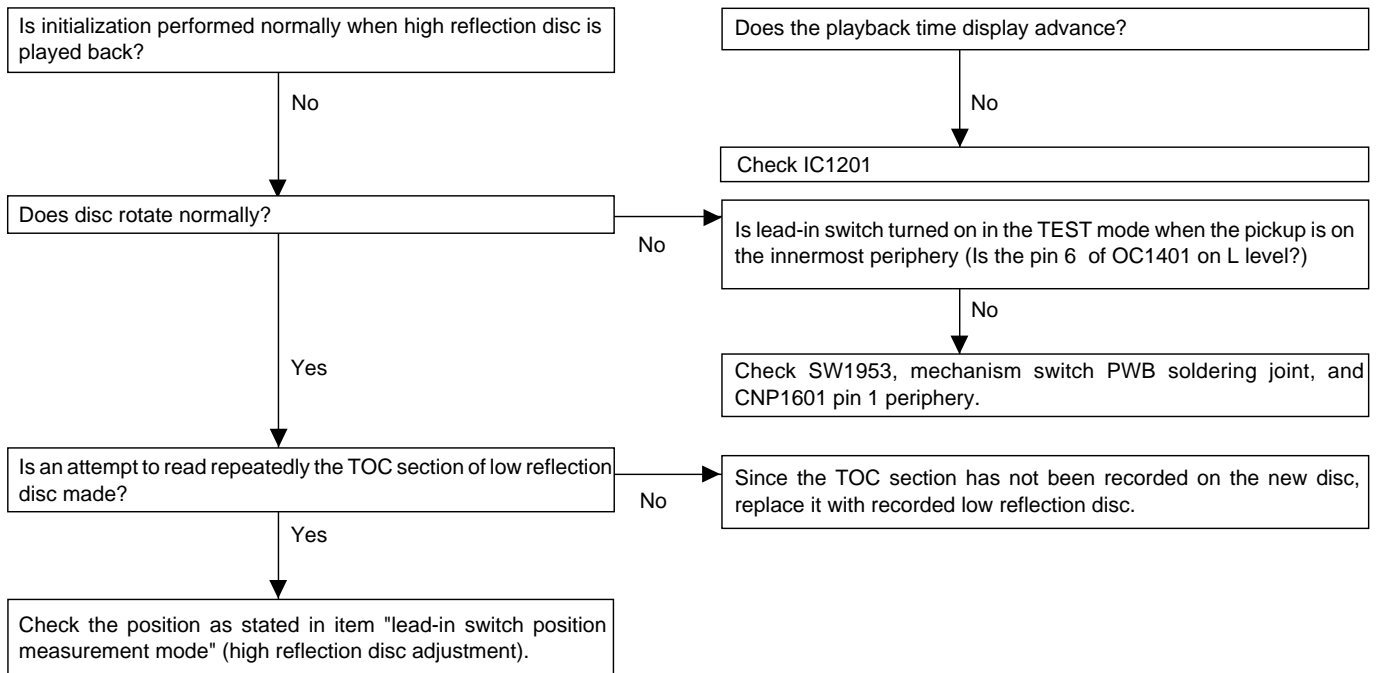 Is initialization performed normally when high reflection disc is
played back?
No
Does disc rotate normally?
No
Yes
Is an attempt to read repeatedly the TOC section of low reflection
disc made?
No
Yes
Check the position as stated in item "lead-in switch position
measurement mode" (high reflection disc adjustment).
Does the playback time display advance?
No
Check IC1201
Is lead-in switch turned on in the TEST mode when the pickup is on
the innermost periphery (Is the pin 6 of OC1401 on L level?)
No
Check SW1953, mechanism switch PWB soldering joint, and
CNP1601 pin 1 periphery.
Since the TOC section has not been recorded on the new disc,
replace it with recorded low reflection disc.